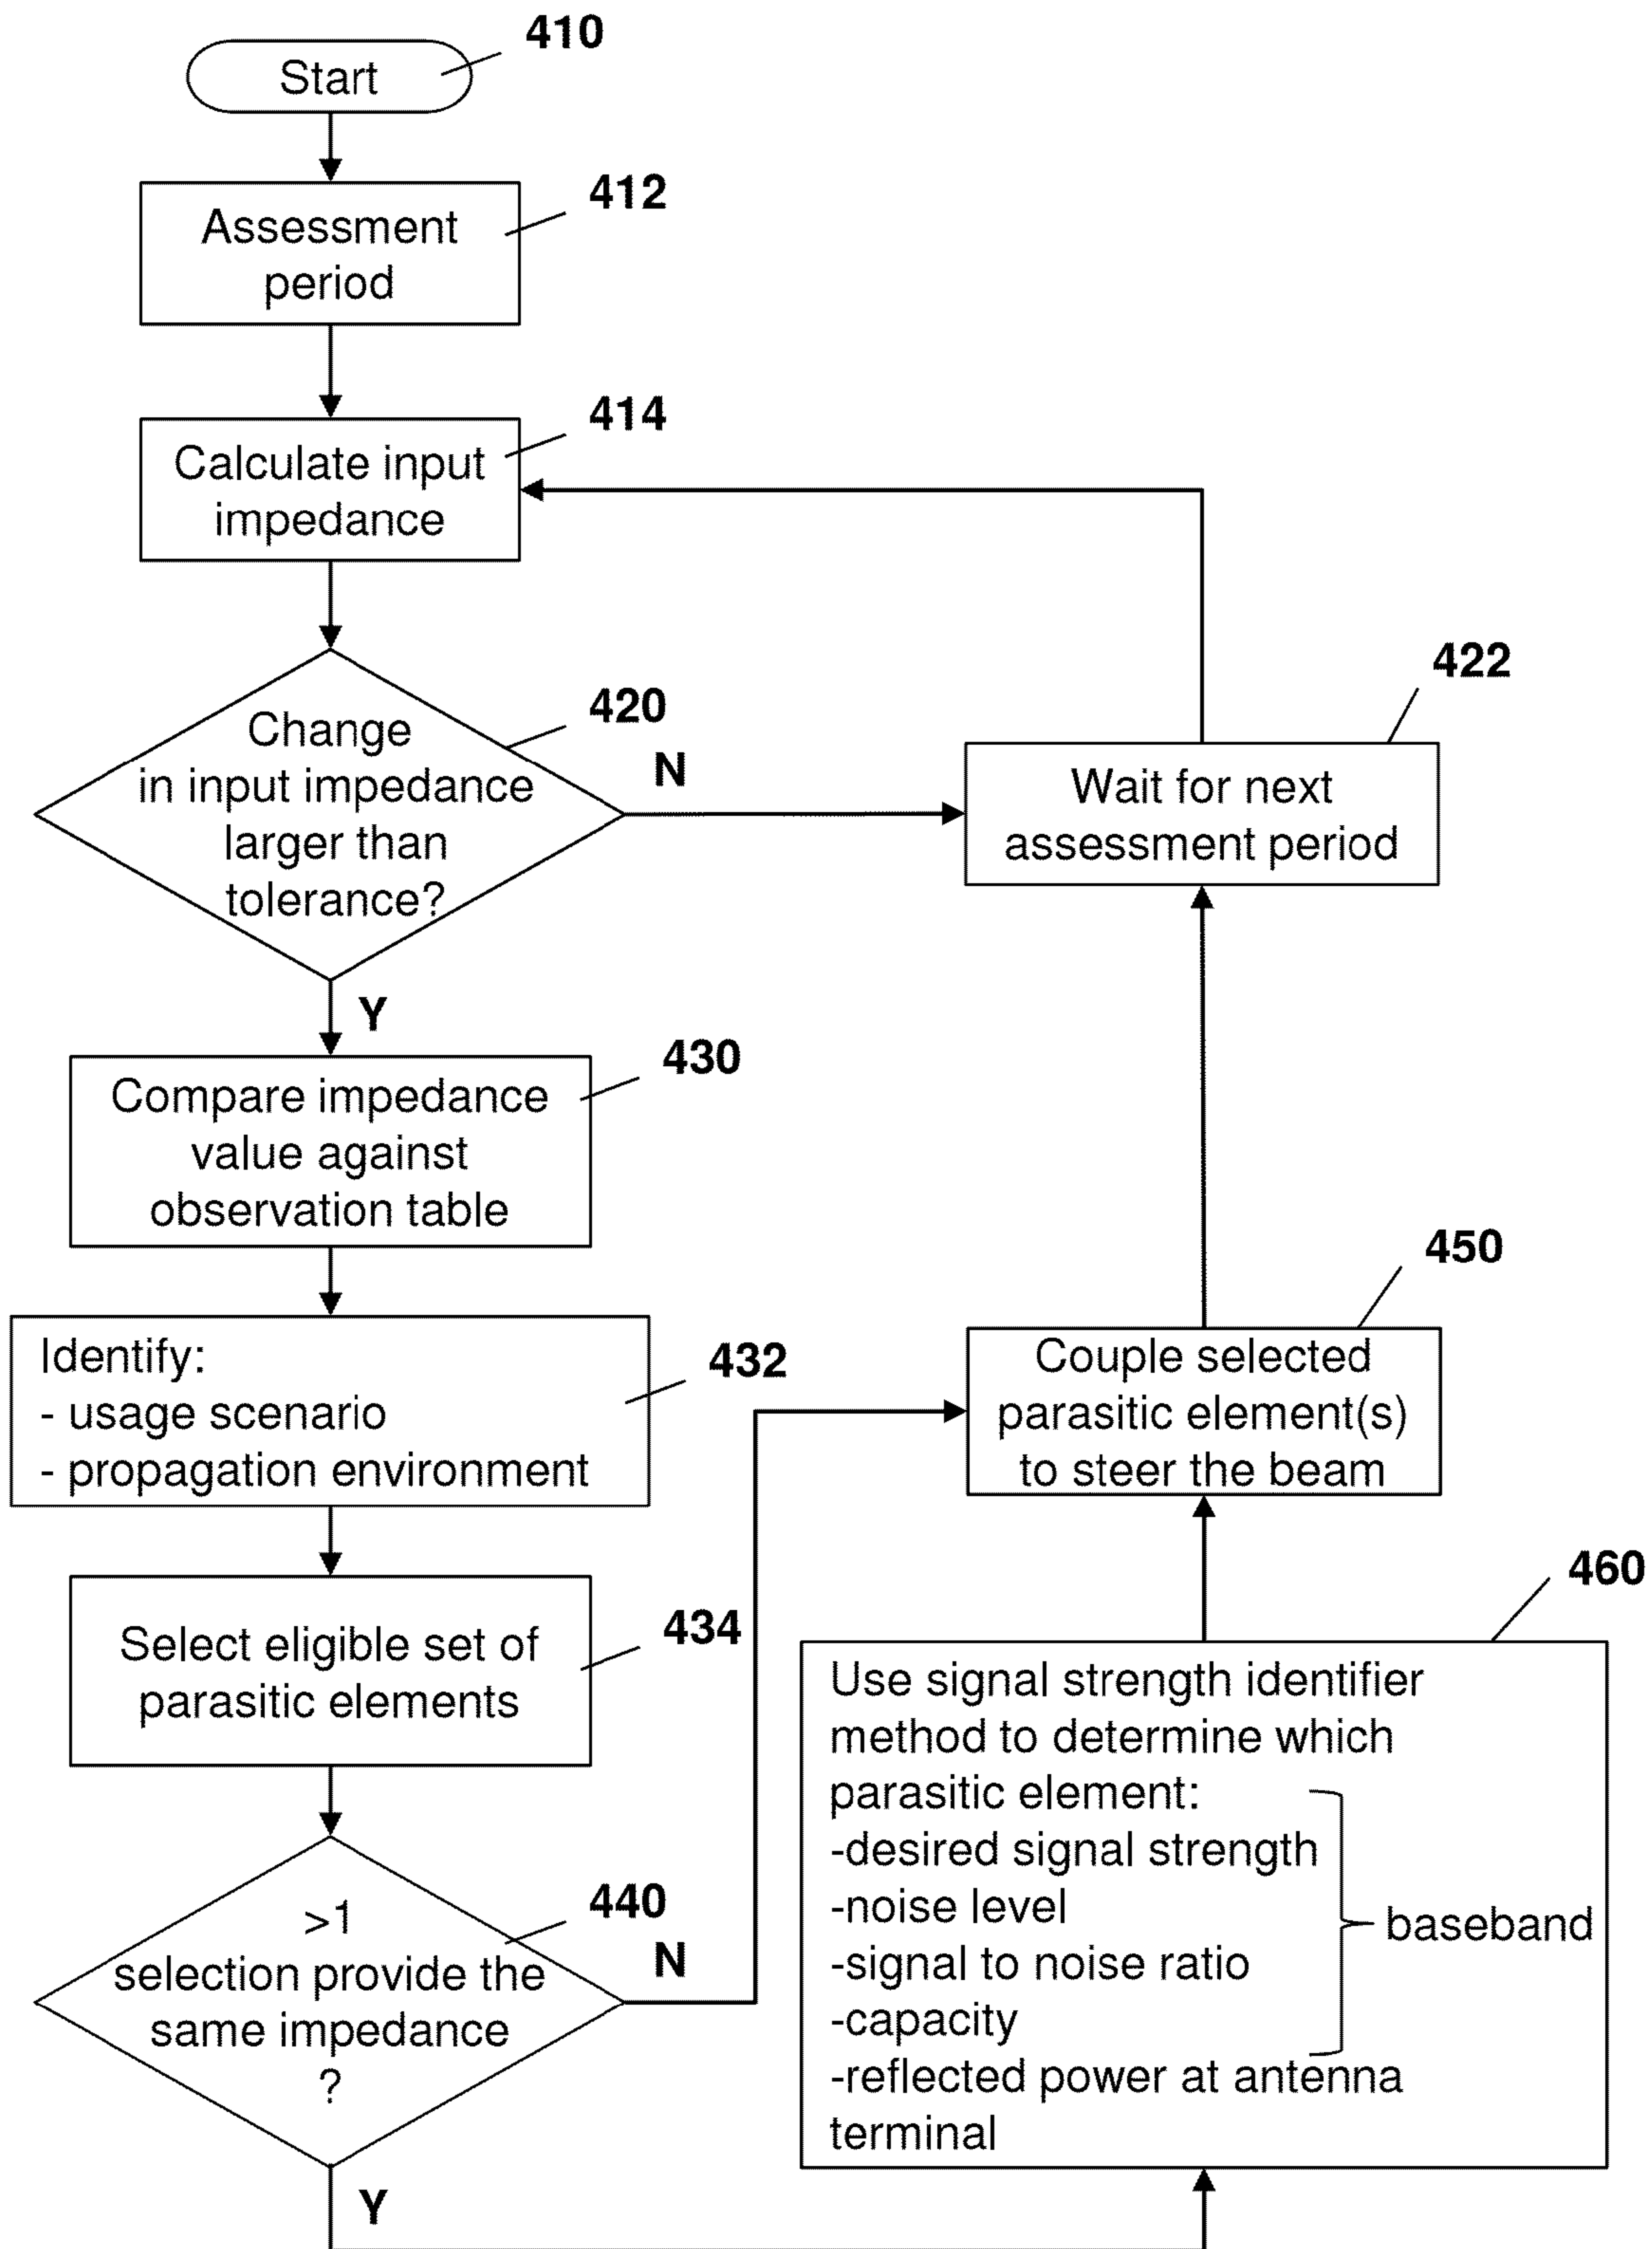 410
Start
412
Assessment
period
414
Calculate input
impedance
420
Change
in input impedance
larger than
tolerance?
N
Y
422
Wait for next
assessment period
430
Compare impedance
value against
observation table
432
Identify:
- usage scenario
- propagation environment
434
Select eligible set of
parasitic elements
440
>1
selection provide the
same impedance
?
N
Y
450
Couple selected
parasitic element(s)
to steer the beam
460
Use signal strength identifier
method to determine which
parasitic element:
-desired signal strength
-noise level
-signal to noise ratio
-capacity
baseband
-reflected power at antenna
terminal